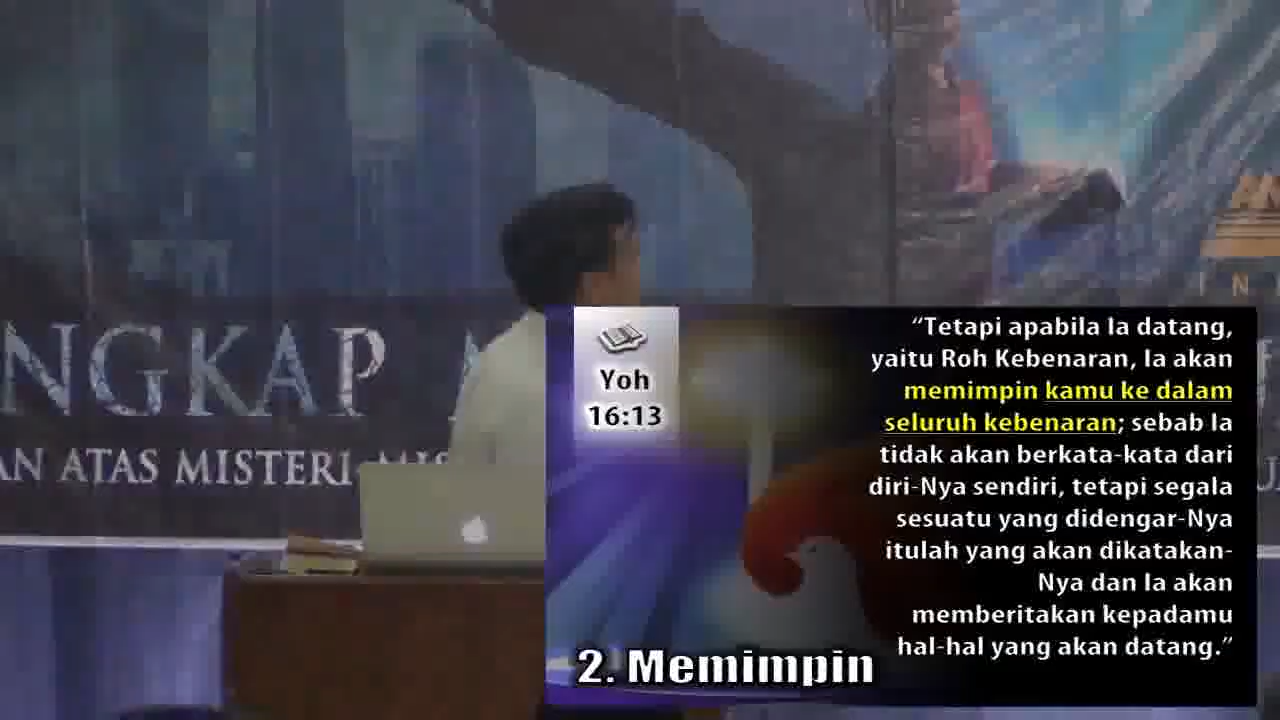 NGKAP
AN ATAS MISTERI
Yoh
16:13
“Tetapi apabila Ia datang,
yaitu Roh Kebenaran, Ia akan
memimpin kamu ke dalam
seluruh kebenaran; sebab Ia
tidak akan berkata-kata dari
diri-Nya sendiri, tetapi segala
sesuatu yang didengar-Nya
itulah yang akan dikatakan-
Nya dan Ia akan
memberitakan kepadamu
hal-hal yang akan datang.”
2. Memimpin